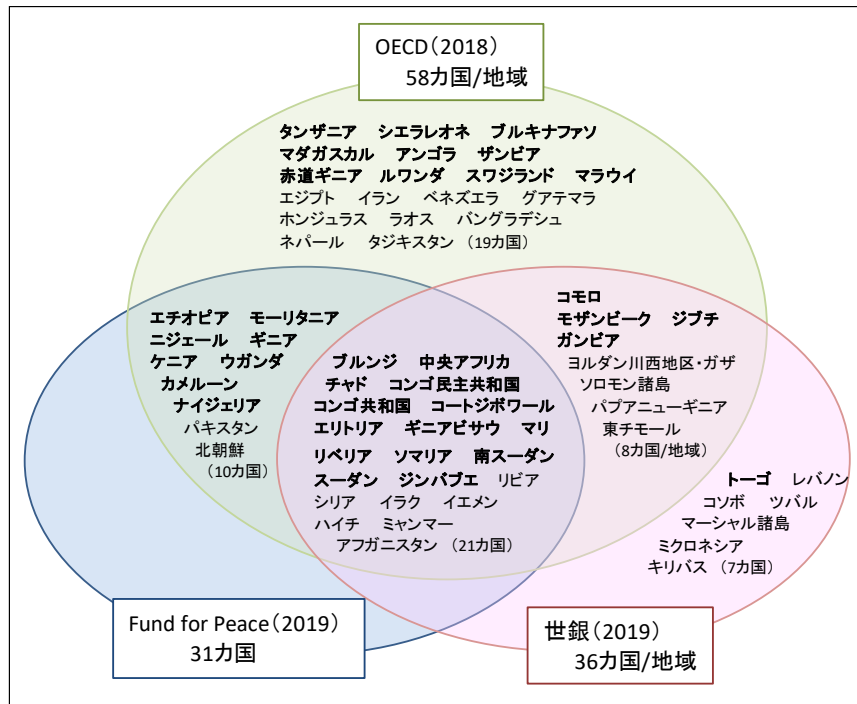 OECD(2018)
58カ国/地域
タンザニア シエラレオネ ブルキナファソ
マダガスカル アンゴラ ザンビア
赤道ギニア ルワンダ スワジランド マラウイ
エジプト イラン ベネズエラ グアテマラ
ホンジュラス ラオス バングラデシュ
ネパール タジキスタン (19カ国)
エチオピア モーリタニア
ニジェール ギニア
ケニア ウガンダ
カメルーン
ナイジェリア
パキスタン
北朝鮮
(10カ国)
ブルンジ 中央アフリカ
チャド コンゴ民主共和国
コンゴ共和国 コートジボワール
エリトリア ギニアビサウ マリ
リベリア ソマリア 南スーダン
スーダン ジンバブエ リビア
シリア イラク イエメン
ハイチ ミャンマー
アフガニスタン (21カ国)
コモロ
モザンビーク ジブチ
ガンビア
ヨルダン川西地区・ガザ
ソロモン諸島
パプアニューギニア
東チモール
(8カ国/地域)
トーゴ レバノン
コソボ ツバル
マーシャル諸島
ミクロネシア
キリバス (7カ国)
Fund for Peace(2019)
31カ国
世銀(2019)
36カ国/地域